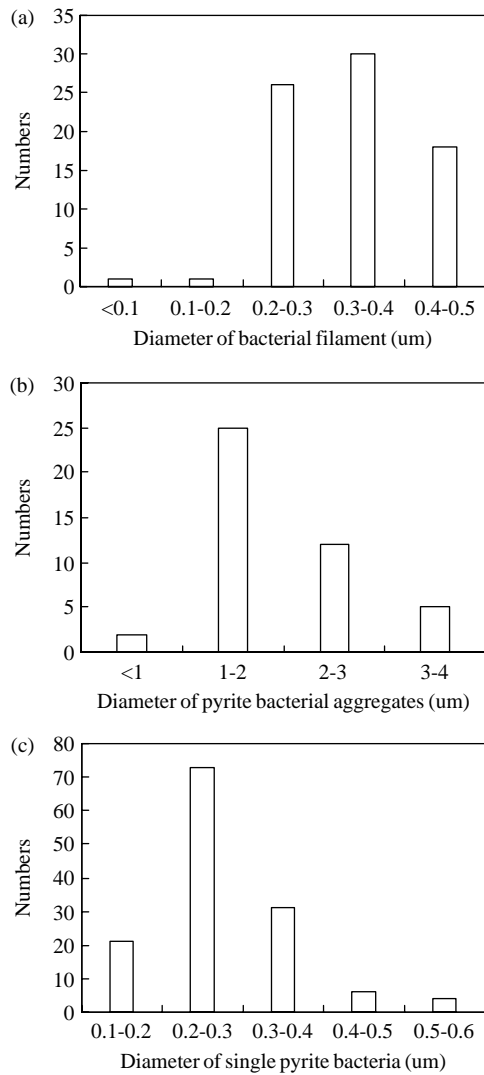 (a)
35
30
25
20
15
10
5
0
Numbers
<0.1 0.1-0.2 0.2-0.3 0.3-0.4 0.4-0.5
Diameter of bacterial filament (um)
(b)
30
25
20
15
10
5
0
Numbers
<1 1-2 2-3 3-4
Diameter of pyrite bacterial aggregates (um)
(c)
80
70
60
50
40
30
20
10
0
Numbers
0.1-0.2 0.2-0.3 0.3-0.4 0.4-0.5 0.5-0.6
Diameter of single pyrite bacteria (um)